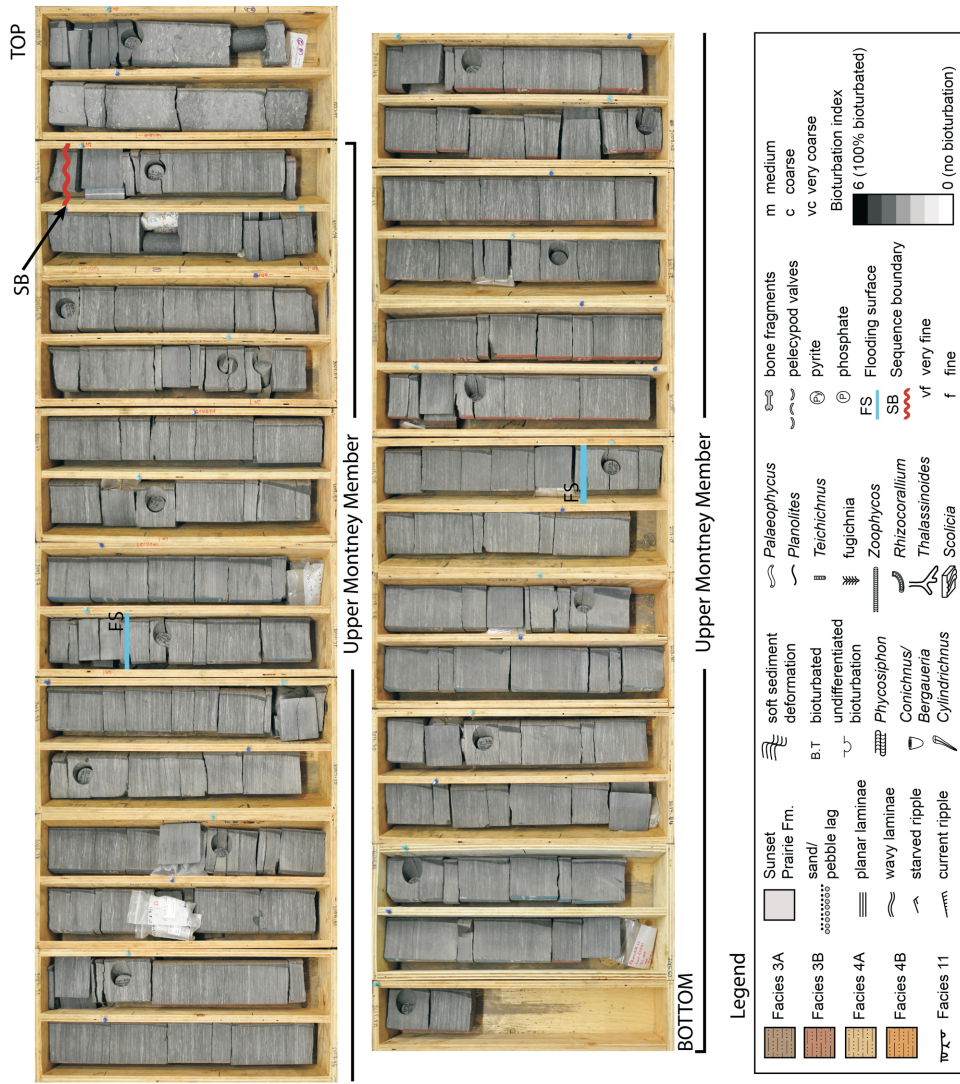 TOP
SB
FS
Upper Montney Member
FS
Upper Montney Member
BOTTOM
Legend
Facies 3A
Facies 3B
Facies 4A
Facies 4B
Facies 11
Sunset
Prairie Fm.
sand/
pebble lag
planar laminae
wavy laminae
starved ripple
current ripple
soft sediment
deformation
B.T bioturbated
undifferentiated
bioturbation
Phycosiphon
Conichnus/
Bergaueria
Cylindrichnus
Palaeophycus
Planolites
Teichichnus
fugichnia
Zoophycos
Rhizocorallium
Thalassinoides
Scolicia
bone fragments
pelecypod valves
Py pyrite
P phosphate
FS Flooding surface
SB Sequence boundary
vf very fine
f fine
m medium
c coarse
vc very coarse
Bioturbation index
6 (100% bioturbated)
0 (no bioturbation)